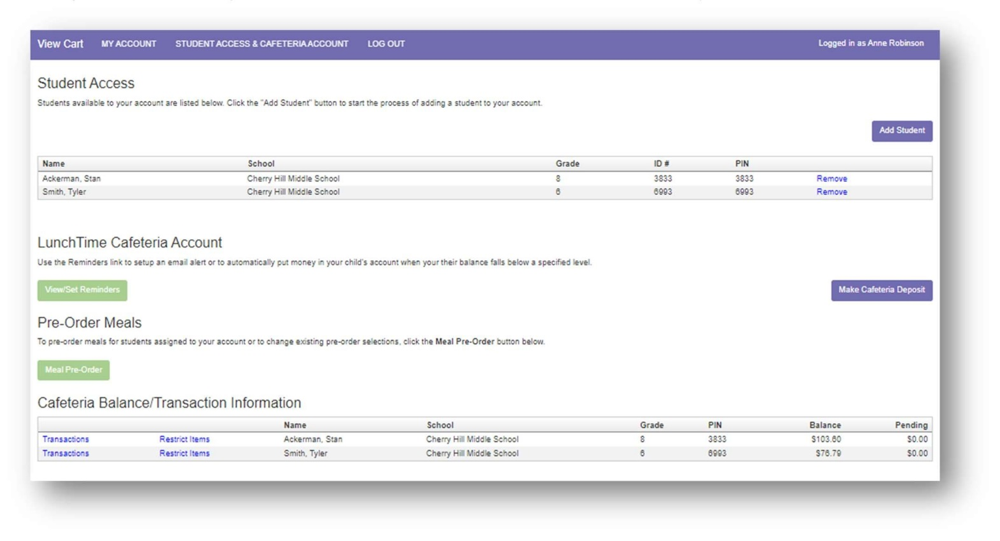 View Cart MY ACCOUNT STUDENT ACCESS & CAFETERIA ACCOUNT LOG OUT Logged in as Anne Robinson
Student Access
Students available to your account are listed below. Click the "Add Student" button to start the process of adding a student to your account.
Add Student
Name School Grade ID # PIN
Ackerman, Stan Cherry Hill Middle School 8 3833 3833 Remove
Smith, Tyler Cherry Hill Middle School 6 6993 6993 Remove
LunchTime Cafeteria Account
Use the Reminders link to setup an email alert or to automatically put money in your child's account when your their balance falls below a specified level.
View/Set Reminders Make Cafeteria Deposit
Pre-Order Meals
To pre-order meals for students assigned to your account or to change existing pre-order selections, click the Meal Pre-Order button below.
Meal Pre-Order
Cafeteria Balance/Transaction Information
Name School Grade PIN Balance Pending
Transactions Restrict Items Ackerman, Stan Cherry Hill Middle School 8 3833 $103.60 $0.00
Transactions Restrict Items Smith, Tyler Cherry Hill Middle School 6 6993 $76.79 $0.00